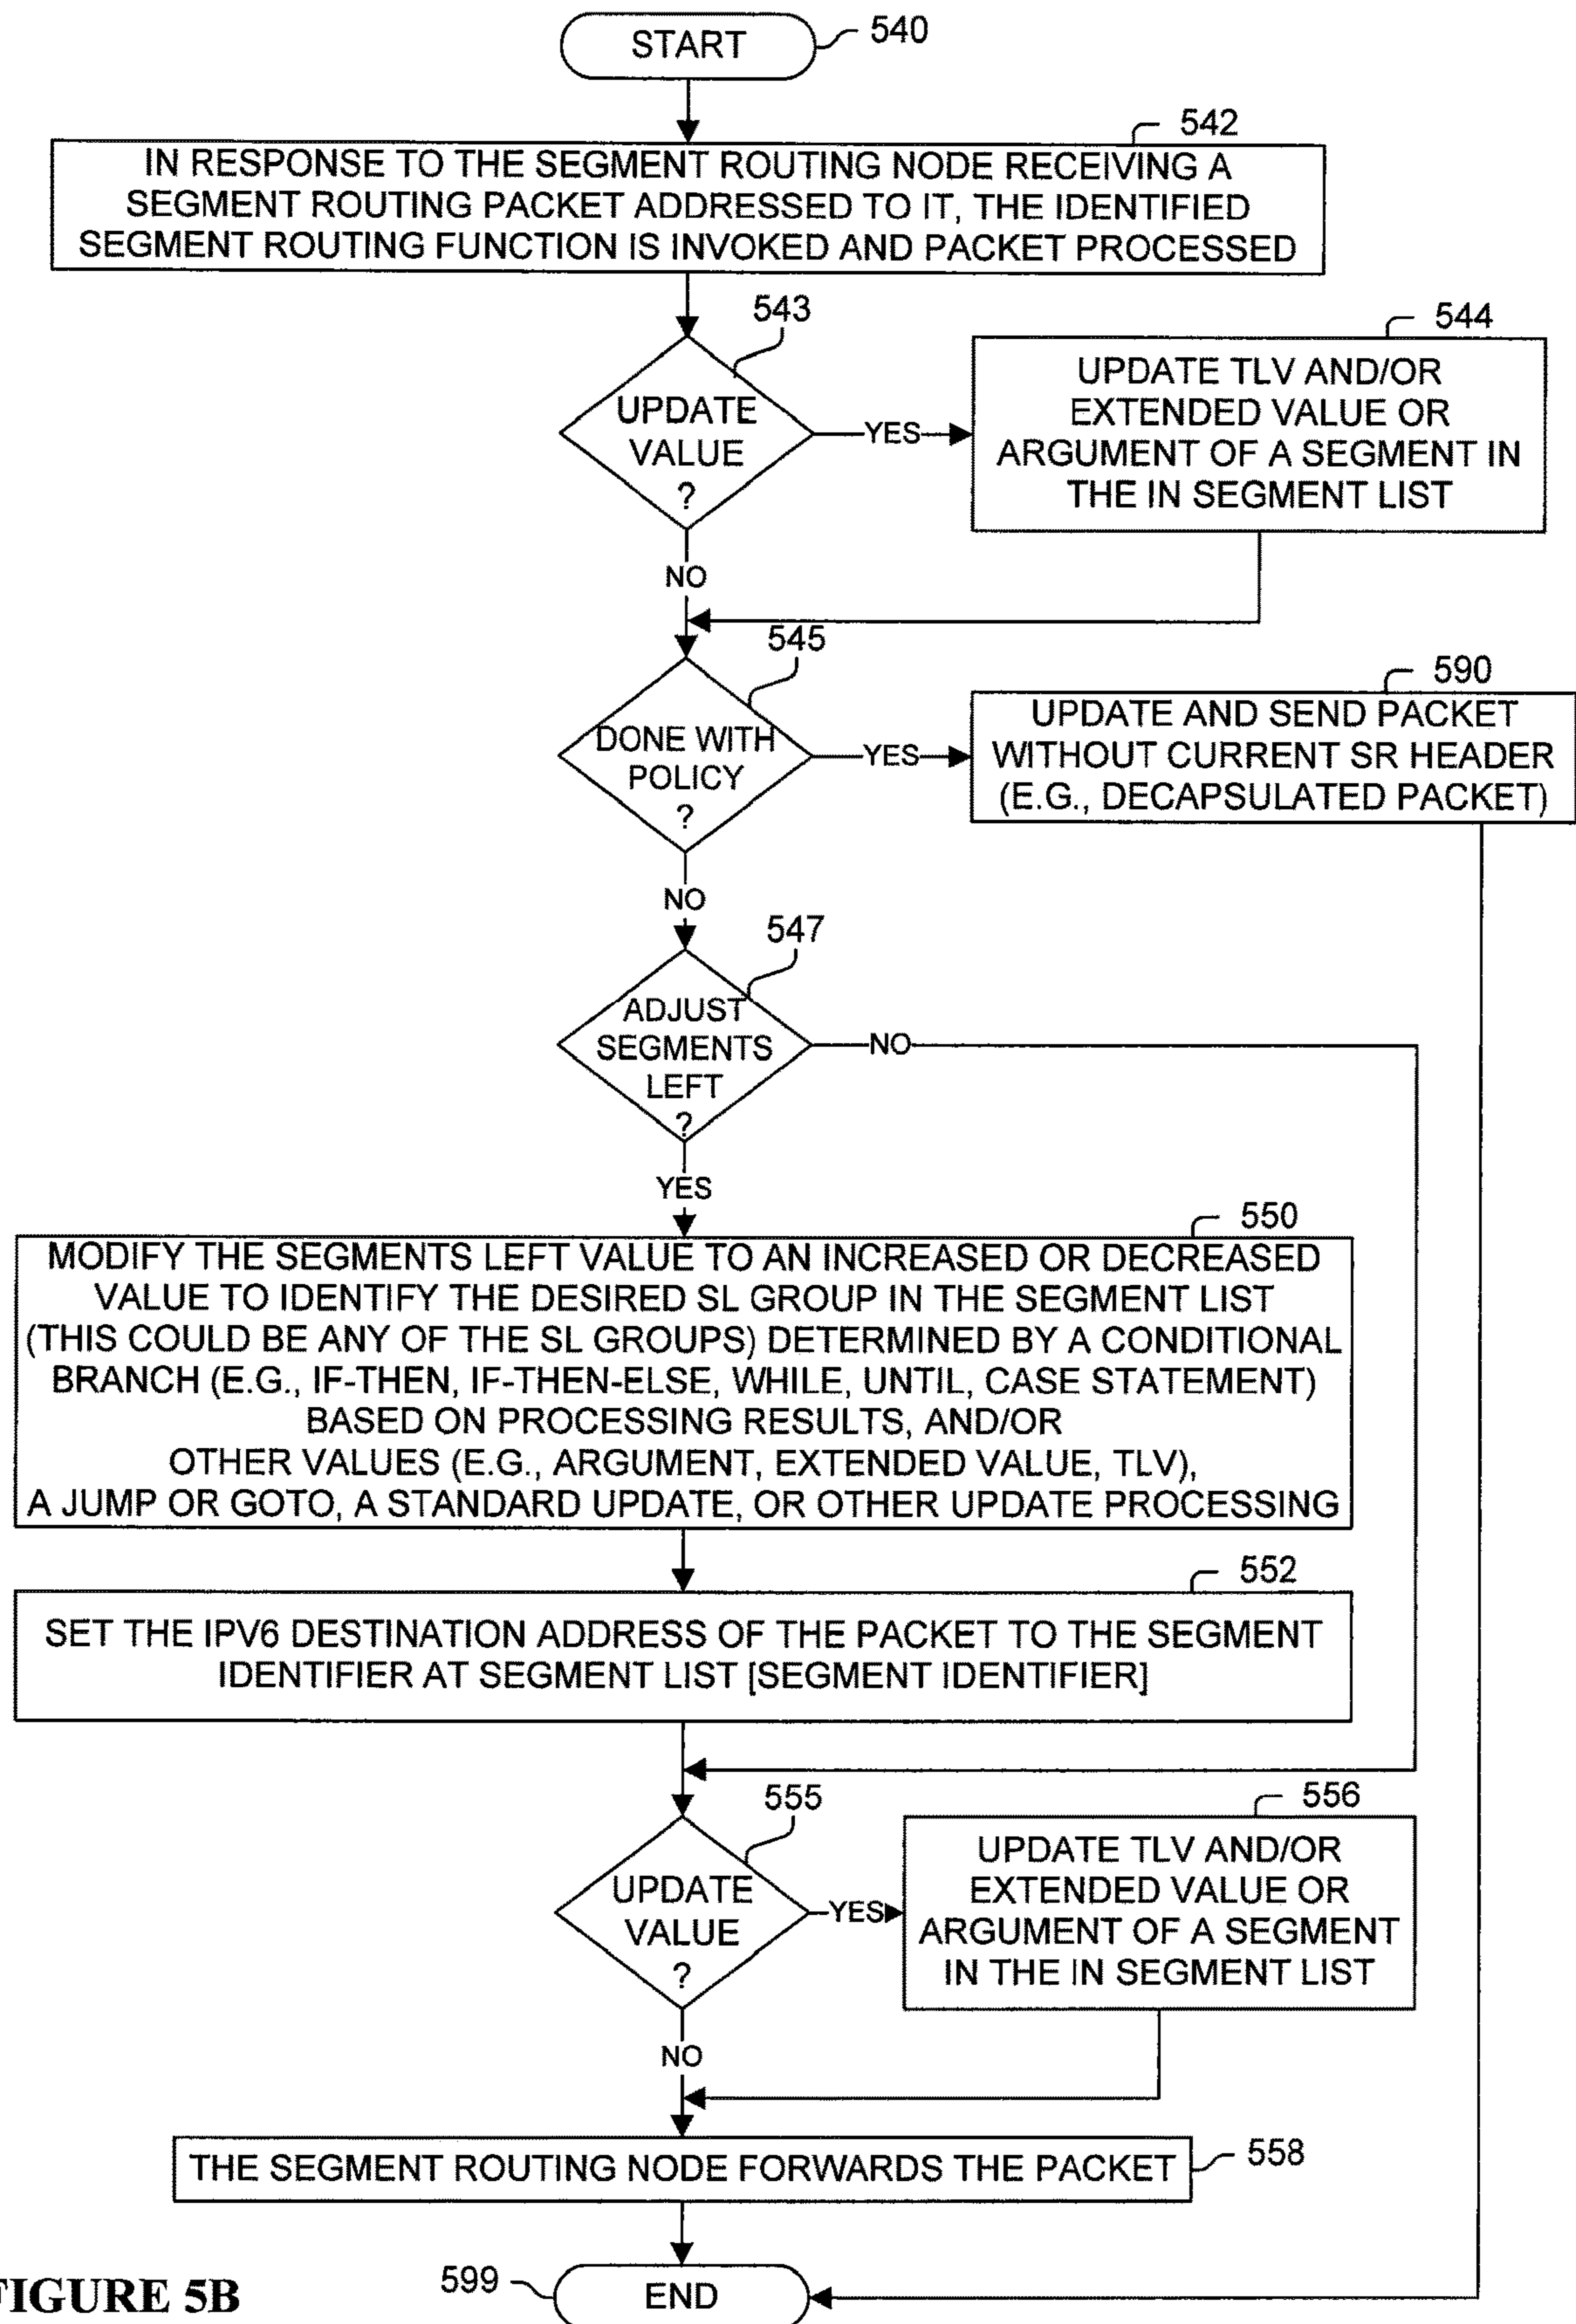 START
540
542
IN RESPONSE TO THE SEGMENT ROUTING NODE RECEIVING A
SEGMENT ROUTING PACKET ADDRESSED TO IT, THE IDENTIFIED
SEGMENT ROUTING FUNCTION IS INVOKED AND PACKET PROCESSED
543
UPDATE
VALUE
?
YES
544
UPDATE TLV AND/OR
EXTENDED VALUE OR
ARGUMENT OF A SEGMENT IN
THE IN SEGMENT LIST
NO
545
DONE WITH
POLICY
?
YES
590
UPDATE AND SEND PACKET
WITHOUT CURRENT SR HEADER
(E.G., DECAPSULATED PACKET)
NO
547
ADJUST
SEGMENTS
LEFT
?
NO
YES
550
MODIFY THE SEGMENTS LEFT VALUE TO AN INCREASED OR DECREASED
VALUE TO IDENTIFY THE DESIRED SL GROUP IN THE SEGMENT LIST
(THIS COULD BE ANY OF THE SL GROUPS) DETERMINED BY A CONDITIONAL
BRANCH (E.G., IF-THEN, IF-THEN-ELSE, WHILE, UNTIL, CASE STATEMENT)
BASED ON PROCESSING RESULTS, AND/OR
OTHER VALUES (E.G., ARGUMENT, EXTENDED VALUE, TLV),
A JUMP OR GOTO, A STANDARD UPDATE, OR OTHER UPDATE PROCESSING
552
SET THE IPV6 DESTINATION ADDRESS OF THE PACKET TO THE SEGMENT
IDENTIFIER AT SEGMENT LIST [SEGMENT IDENTIFIER]
555
UPDATE
VALUE
?
YES
556
UPDATE TLV AND/OR
EXTENDED VALUE OR
ARGUMENT OF A SEGMENT
IN THE IN SEGMENT LIST
NO
THE SEGMENT ROUTING NODE FORWARDS THE PACKET
558
599
END
FIGURE 5B